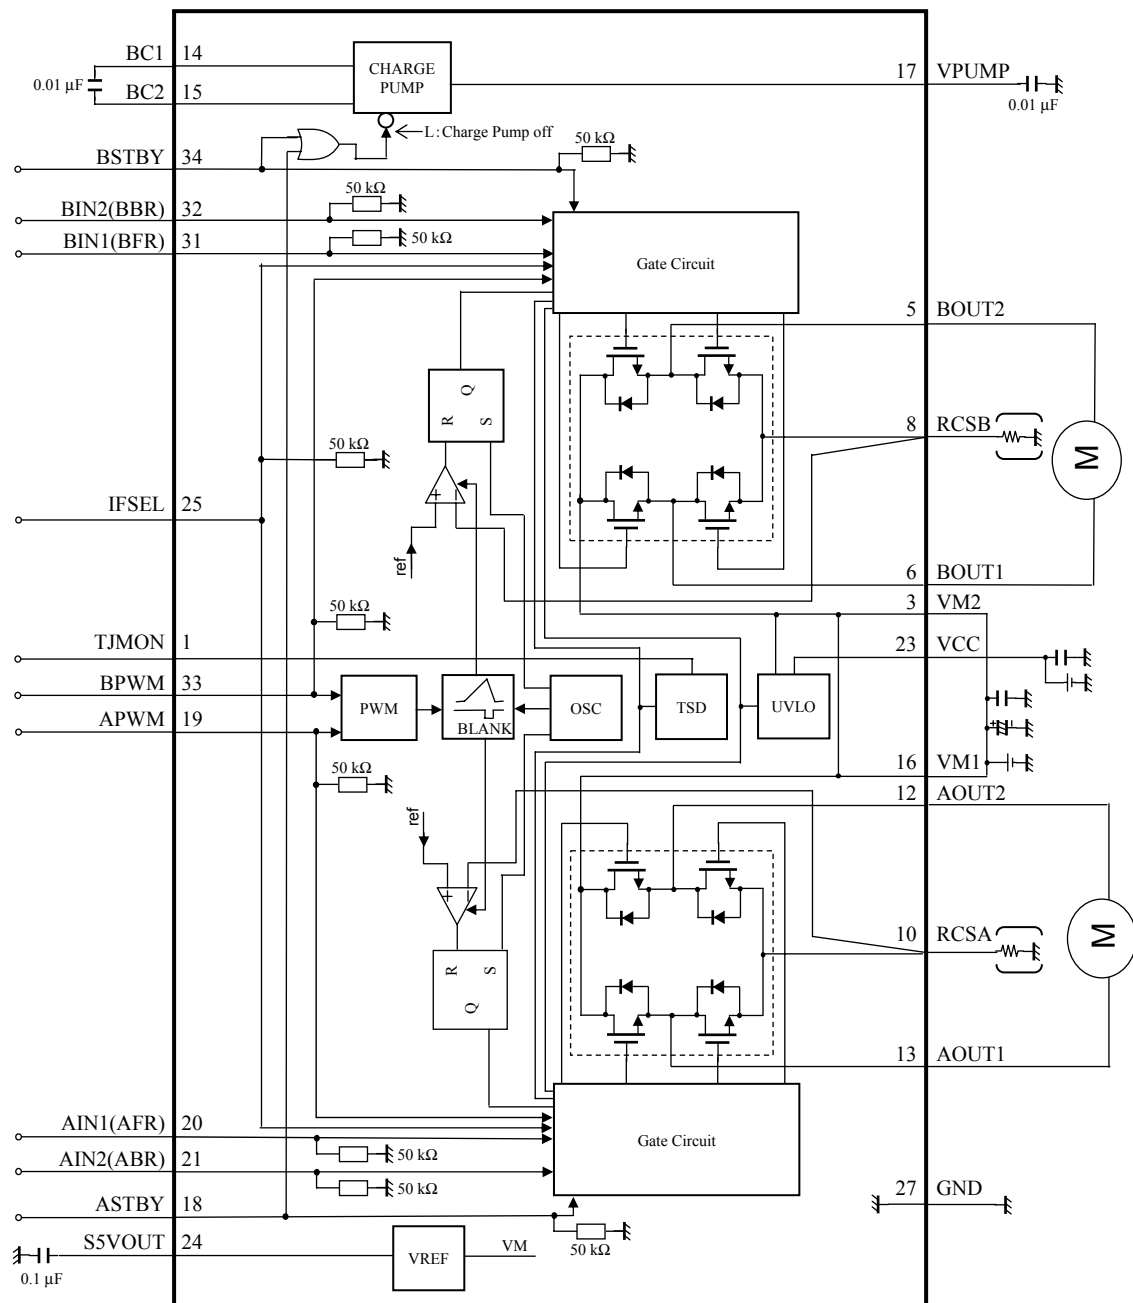 BC1 14
0.01 μF
BC2 15
CHARGE
PUMP
17 VPUMP
0.01 μF
L : Charge Pump off
BSTBY 34
50 kΩ
BIN2(BBR) 32
50 kΩ
BIN1(BFR) 31
50 kΩ
Gate Circuit
5 BOUT2
Q
R S
8 RCSB
M
50 kΩ
IFSEL 25
+ −
ref
6 BOUT1
3 VM2
50 kΩ
TJMON 1
23 VCC
BPWM 33
APWM 19
PWM
BLANK
OSC
TSD
UVLO
+
16 VM1
50 kΩ
12 AOUT2
ref
+ −
10 RCSA
M
R S
Q
13 AOUT1
AIN1(AFR) 20
50 kΩ
AIN2(ABR) 21
50 kΩ
Gate Circuit
27 GND
ASTBY 18
50 kΩ
S5VOUT 24
0.1 μF
VREF
VM